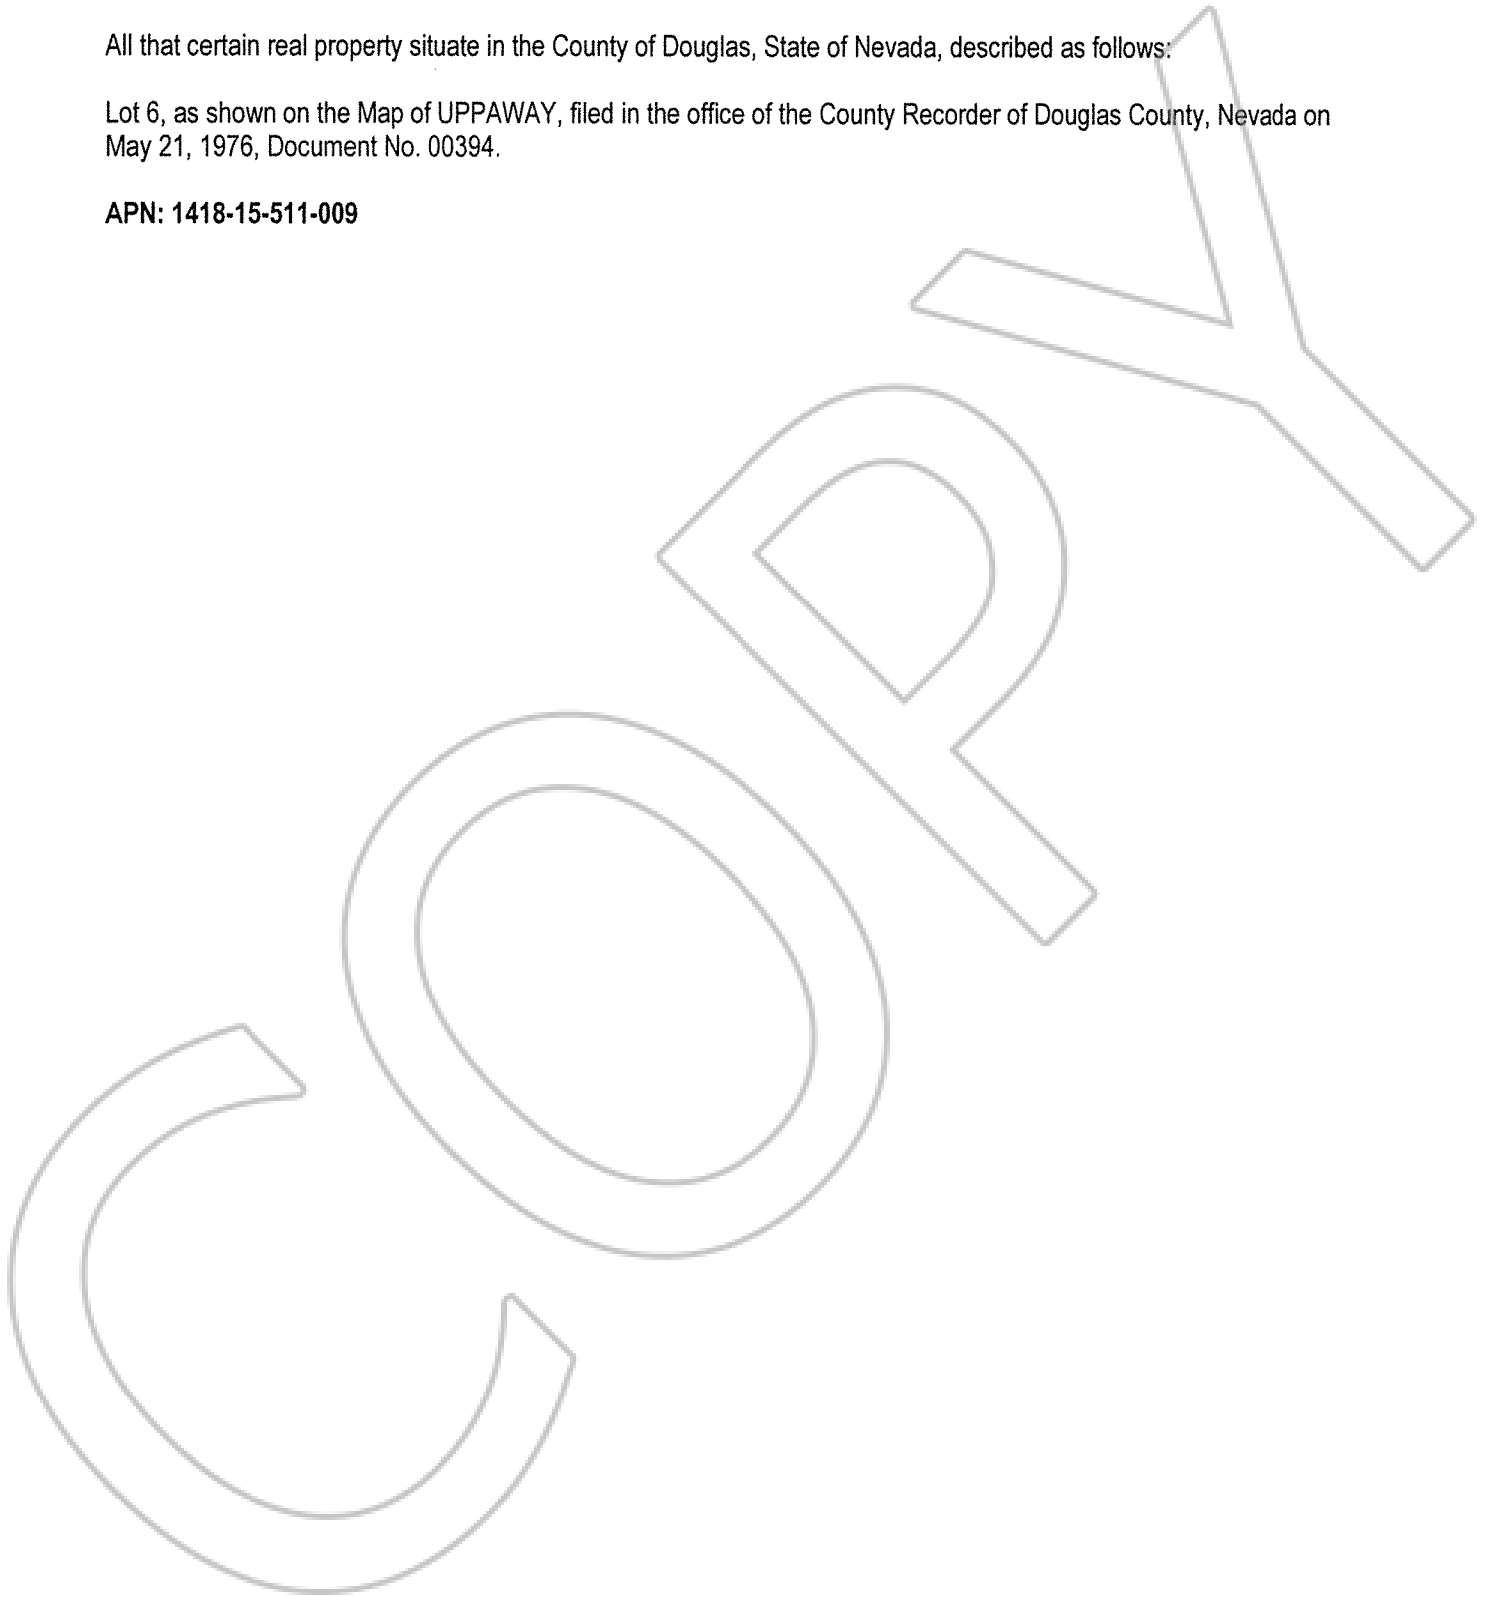 All that certain real property situate in the County of Douglas, State of Nevada, described as follows:
Lot 6, as shown on the Map of UPPAWAY, filed in the office of the County Recorder of Douglas County, Nevada on
May 21, 1976, Document No. 00394.
APN: 1418-15-511-009
COPY